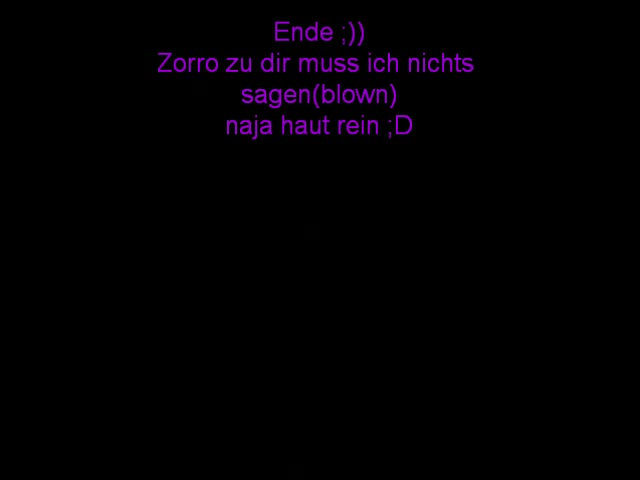 Ende ;))
Zorro zu dir muss ich nichts
sagen(blown)
naja haut rein ;D